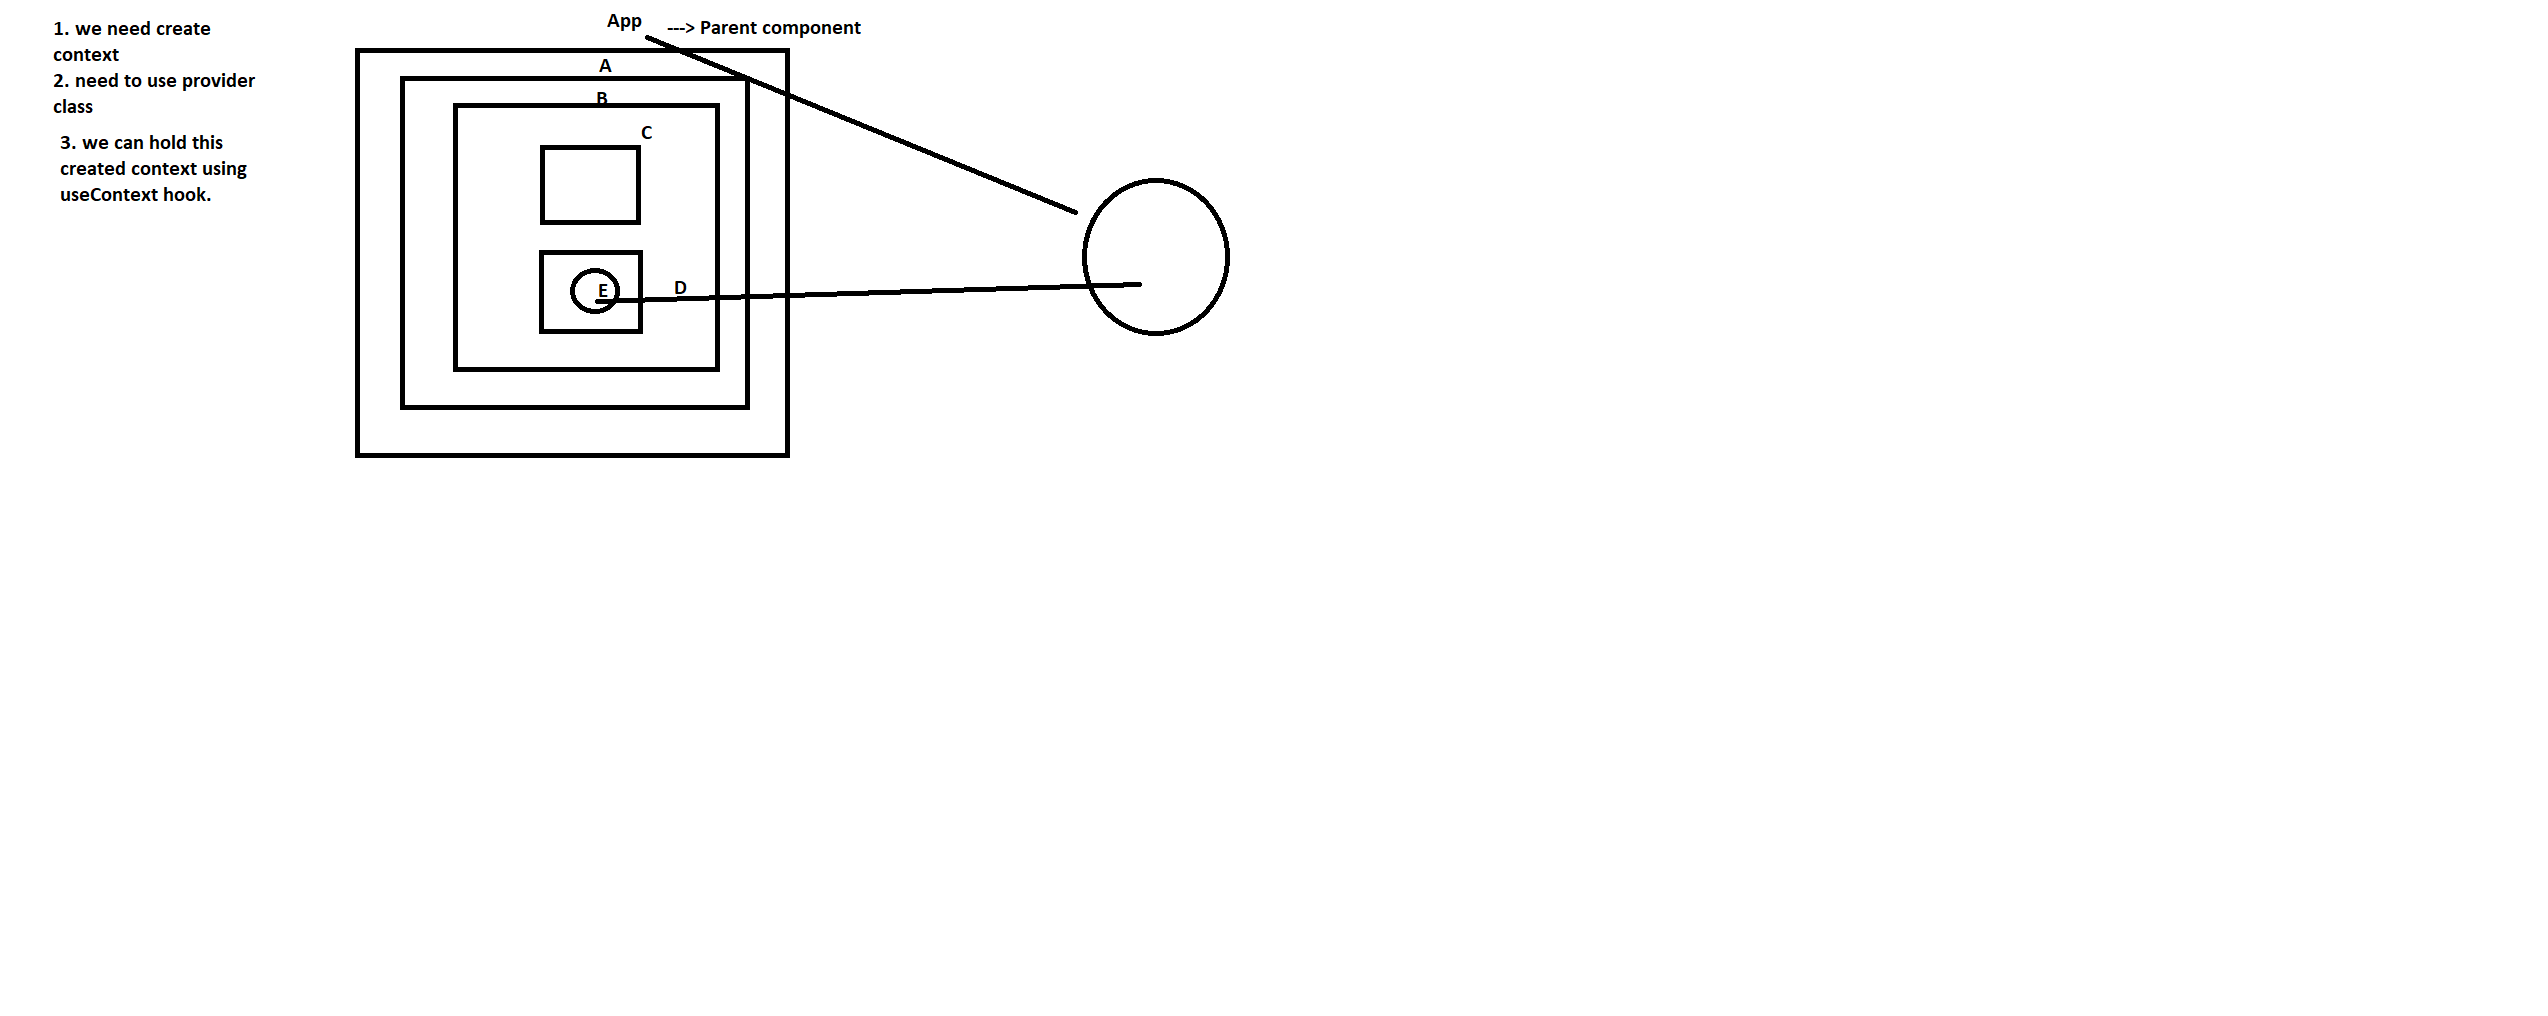 1. we need create
context
2. need to use provider
class
3. we can hold this
created context using
useContext hook.
App
---> Parent component
A
B
C
E
D